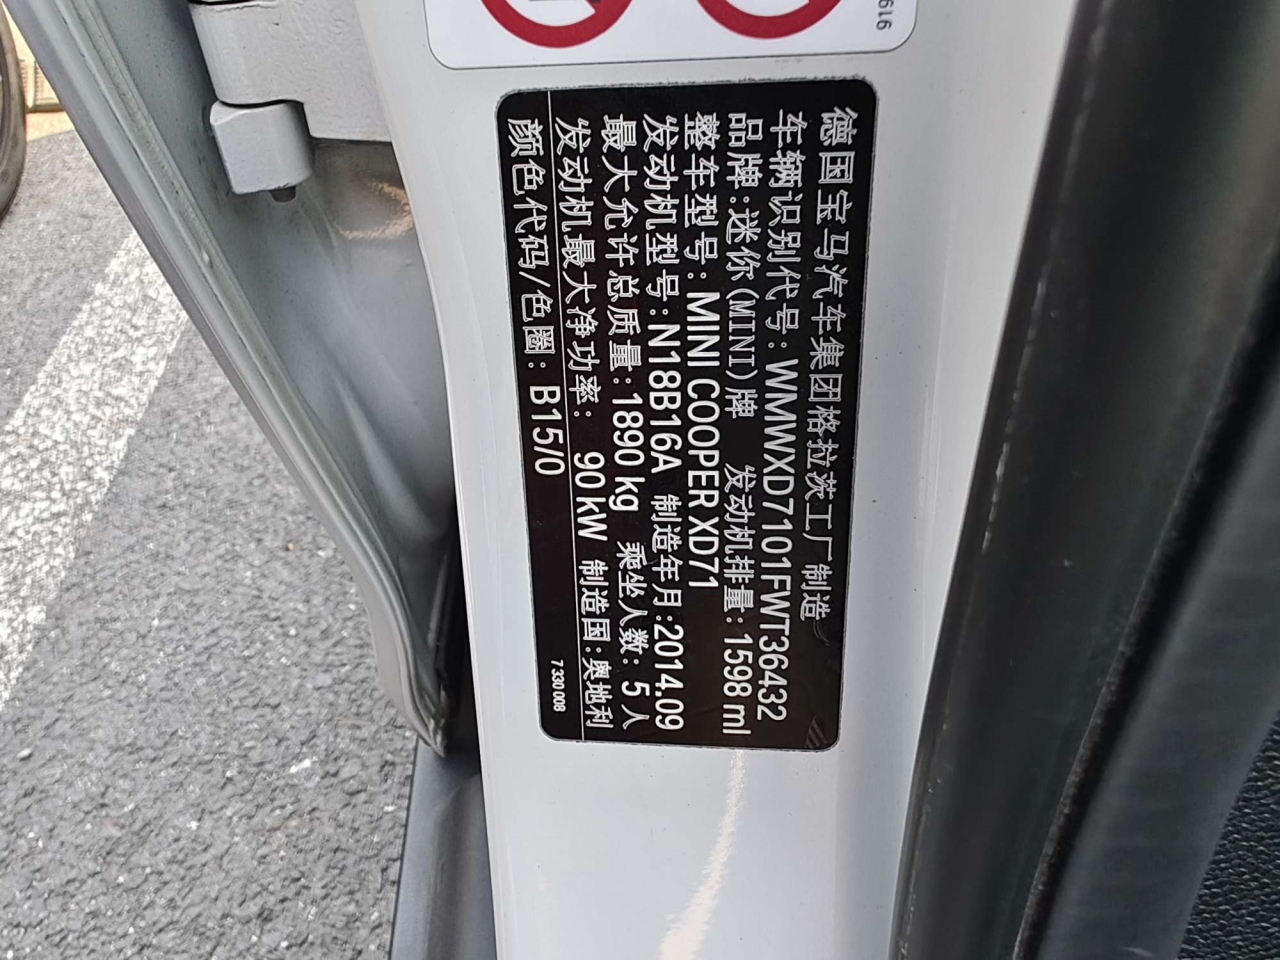 德国宝马汽车集团格拉茨工厂制造
车辆识别代号：WMWXD7101FWT36432
品牌：迷你(MINI)牌 发动机排量：1598 ml
整车型号：MINI COOPER XD71
发动机型号：N18B16A 制造年月：2014.09
最大允许总质量：1890 kg 乘坐人数：5 人
发动机最大净功率： 90 kW 制造国：奥地利
颜色代码/色圈：B15/0
7 330 008